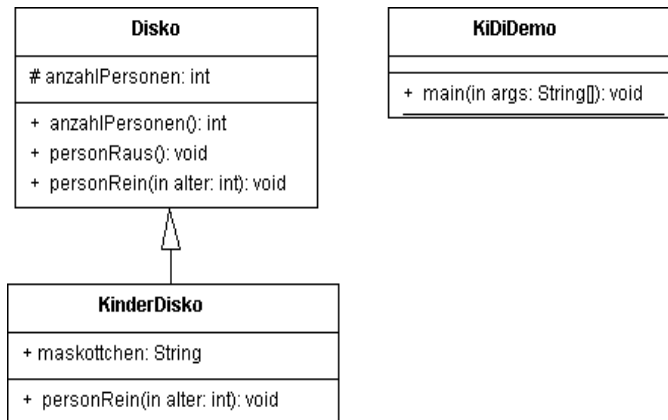 Disko
# anzahlPersonen: int
+ anzahlPersonen(): int
+ personRaus(): void
+ personRein(in alter: int): void
KiDiDemo
+ main(in args: String[]): void
KinderDisko
+ maskottchen: String
+ personRein(in alter: int): void